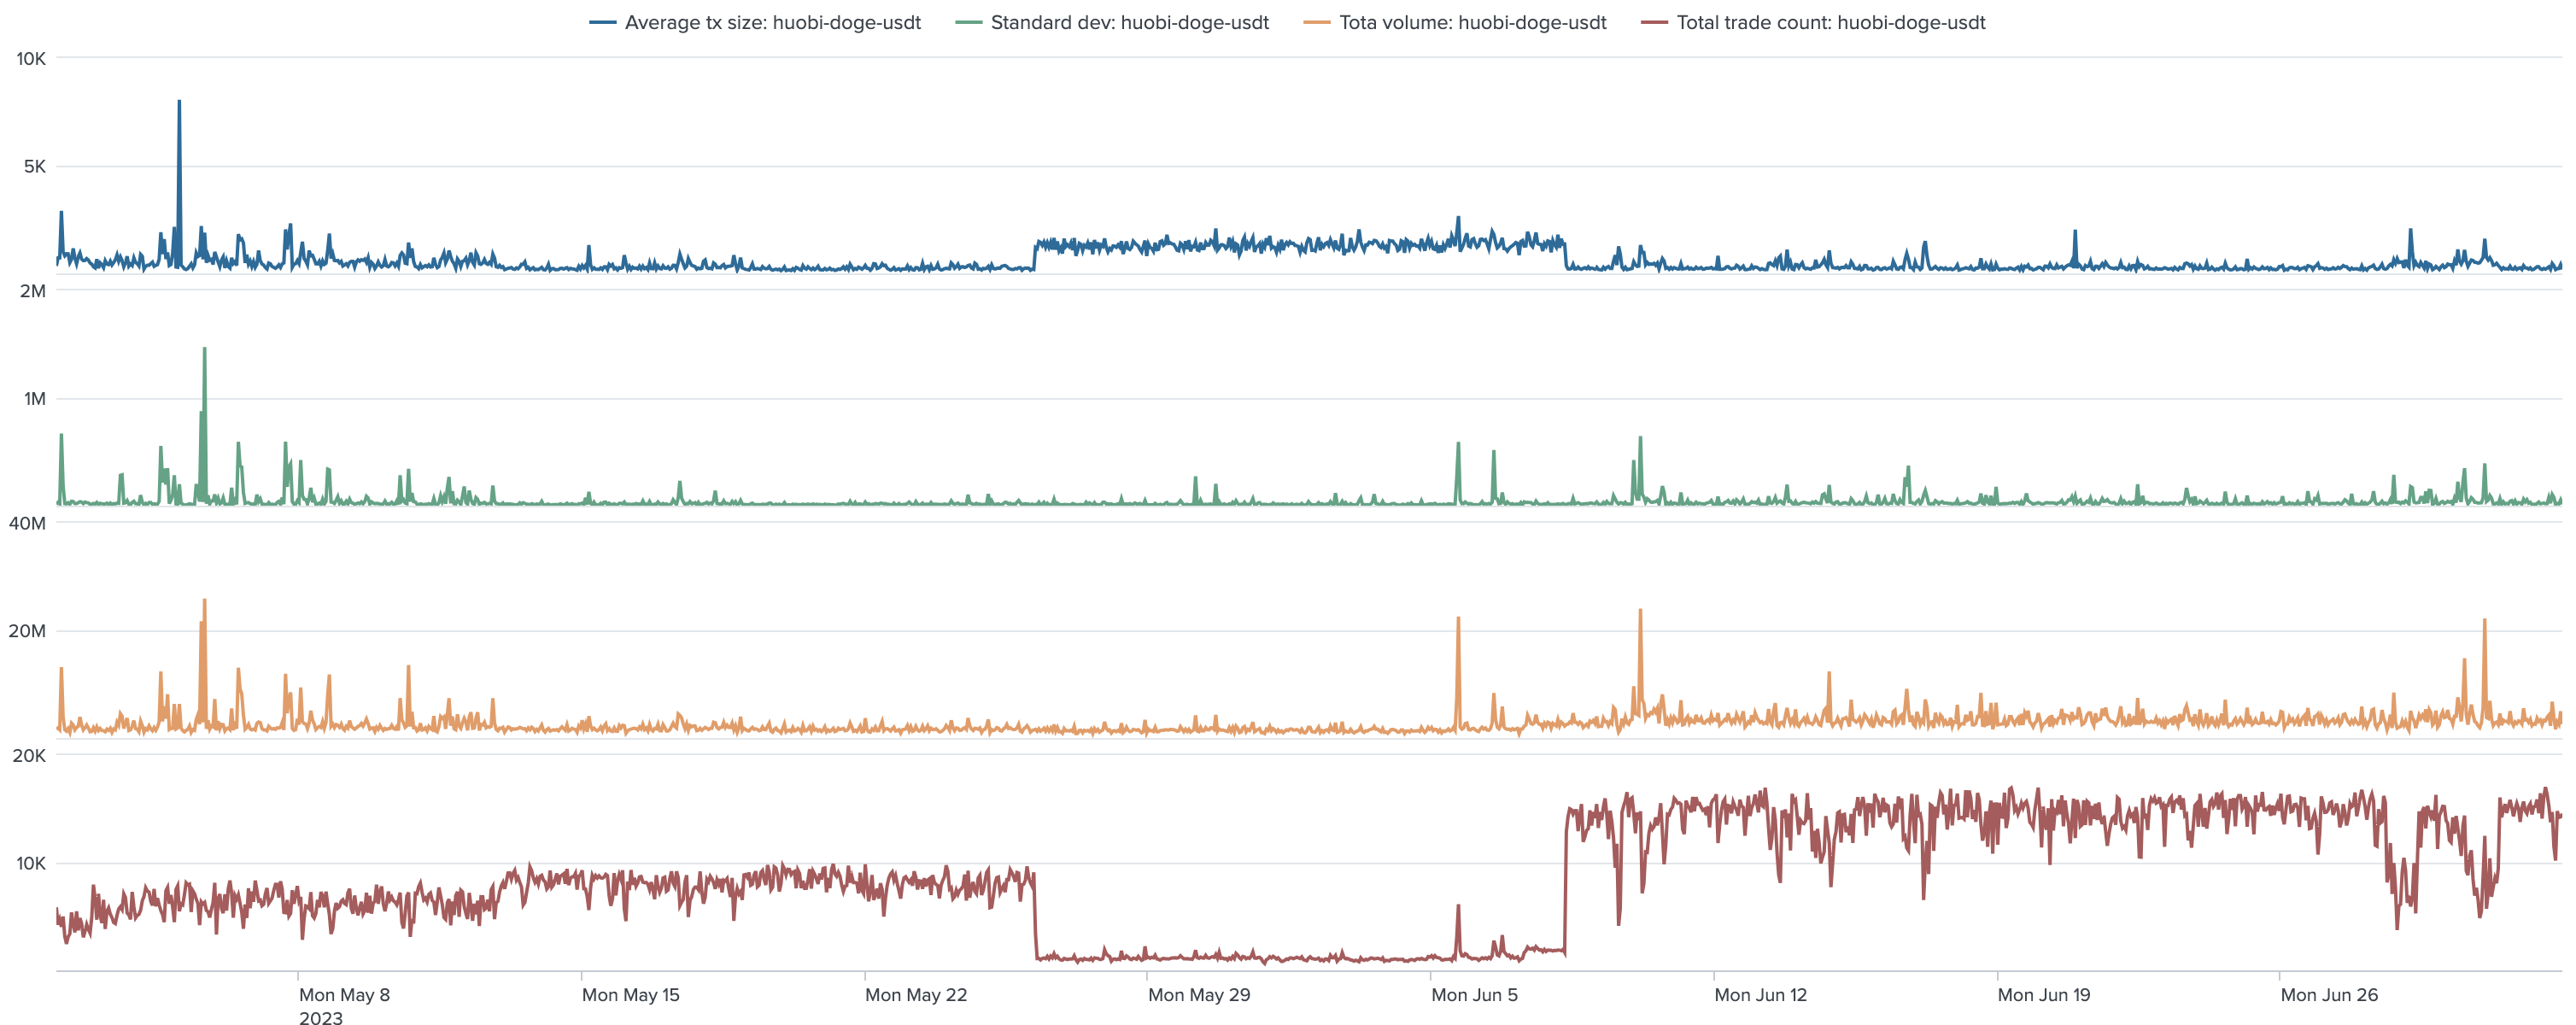 Average tx size: huobi-doge-usdt Standard dev: huobi-doge-usdt Tota volume: huobi-doge-usdt Total trade count: huobi-doge-usdt
10K
5K
2M
1M
40M
20M
20K
10K
Mon May 8 Mon May 15 Mon May 22 Mon May 29 Mon Jun 5 Mon Jun 12 Mon Jun 19 Mon Jun 26
2023